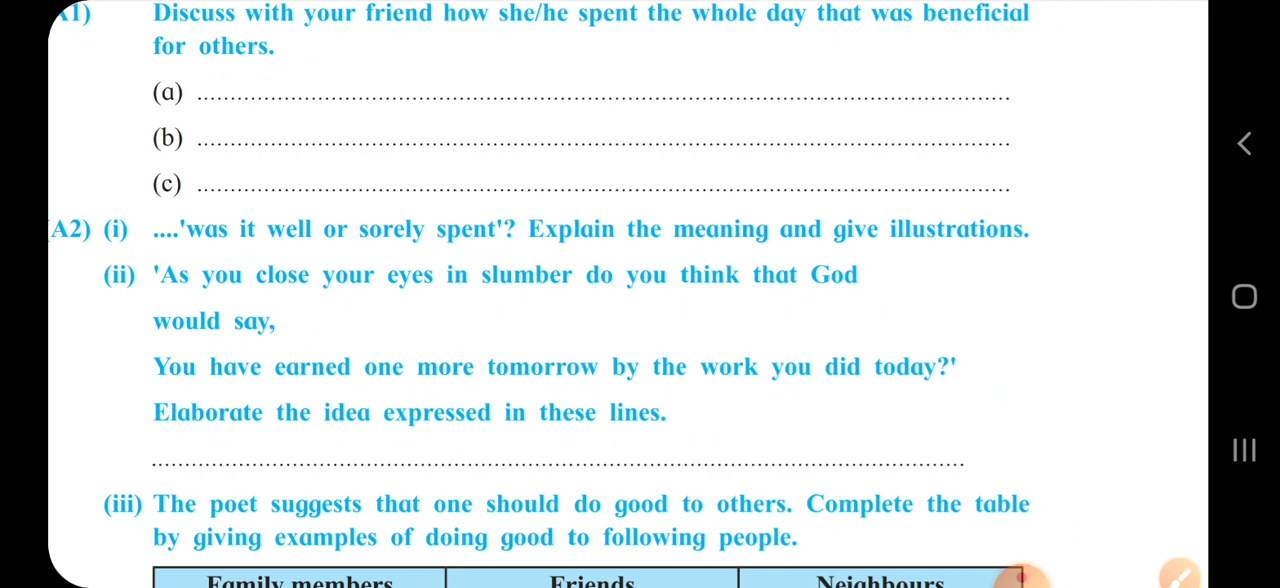 A1) Discuss with your friend how she/he spent the whole day that was beneficial
for others.
(a) ................................................................
(b) ................................................................
(c) ................................................................
(A2) (i) ....'was it well or sorely spent'? Explain the meaning and give illustrations.
(ii) 'As you close your eyes in slumber do you think that God
would say,
You have earned one more tomorrow by the work you did today?'
Elaborate the idea expressed in these lines.
................................................................
(iii) The poet suggests that one should do good to others. Complete the table
by giving examples of doing good to following people.
Family members Friends Neighbours